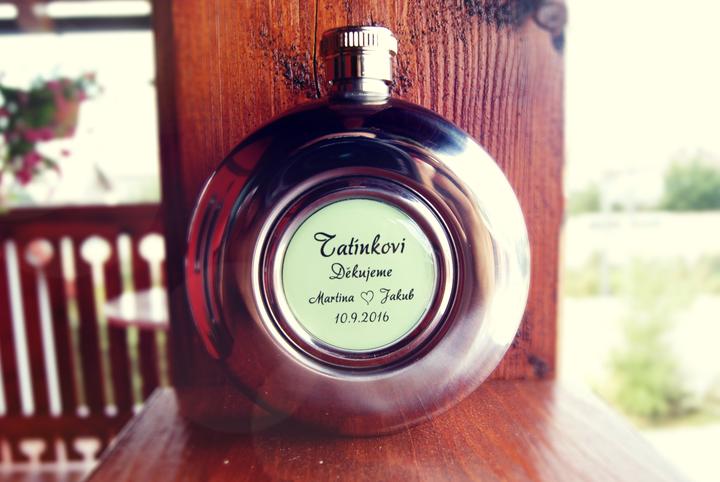 Tatínkovi
Děkujeme
Martina ♡ Jakub
10.9.2016